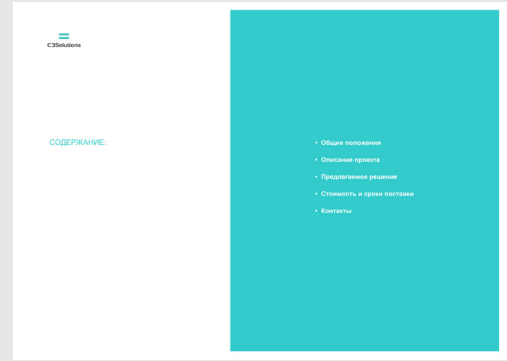 C3Solutions
СОДЕРЖАНИЕ:
• Общие положения
• Описание проекта
• Предлагаемое решение
• Стоимость и сроки поставки
• Контакты